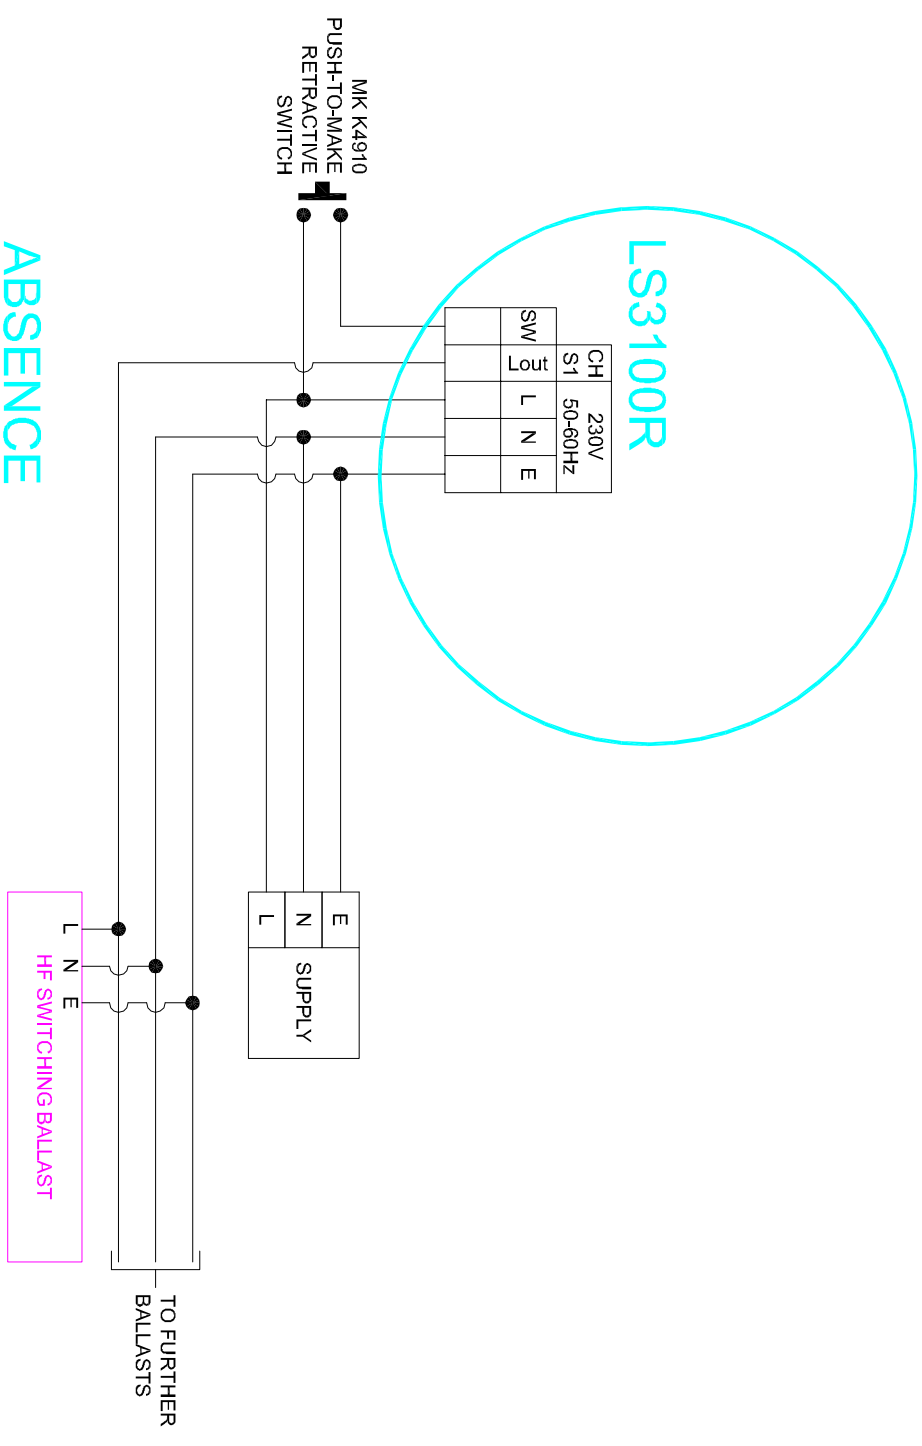 MK K4910
PUSH-TO-MAKE
RETRACTIVE
SWITCH
LS3100R
CH
S1
230V
50-60Hz
SW
Lout
L
N
E
E
N
L
SUPPLY
ABSENCE
L
N
E
HF SWITCHING BALLAST
TO FURTHER
BALLASTS